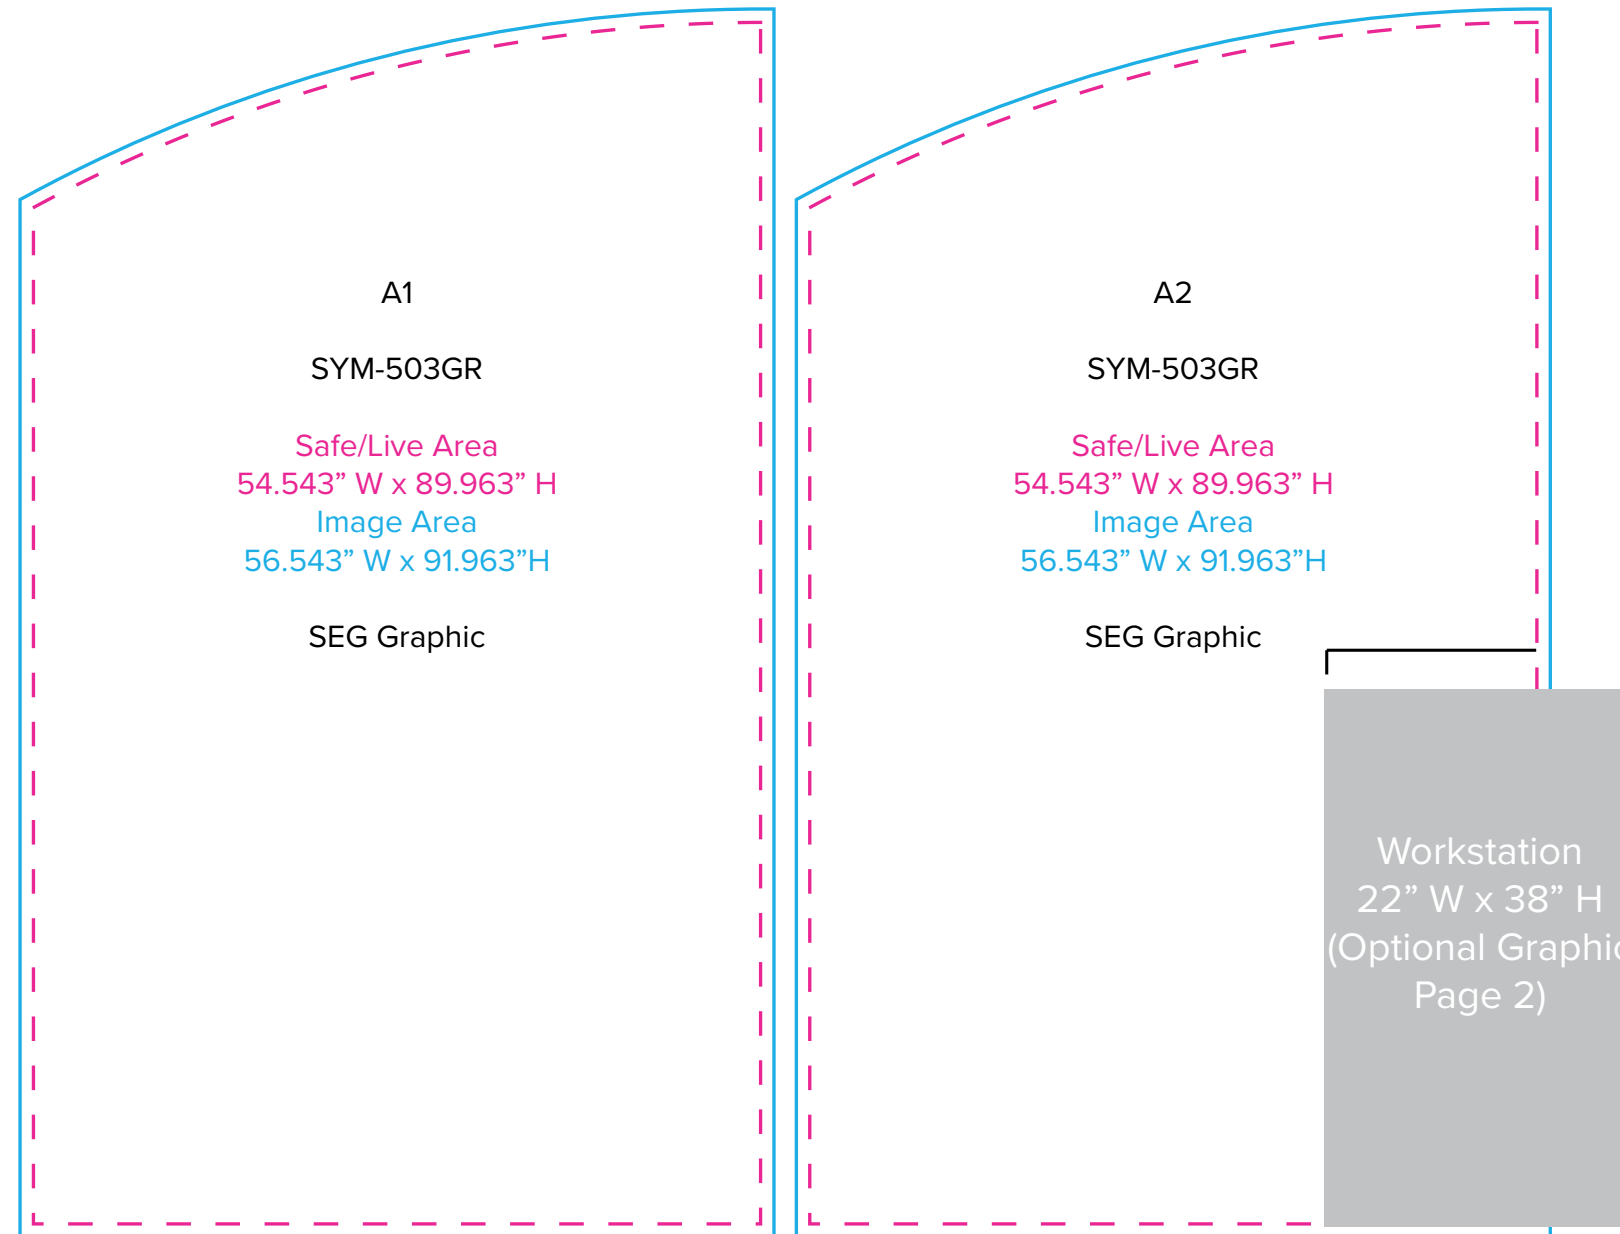 A1
SYM-503GR
Safe/Live Area
54.543” W x 89.963” H
Image Area
56.543” W x 91.963”H
SEG Graphic
A2
SYM-503GR
Safe/Live Area
54.543” W x 89.963” H
Image Area
56.543” W x 91.963”H
SEG Graphic
Workstation
22” W x 38” H
(Optional Graphic
Page 2)